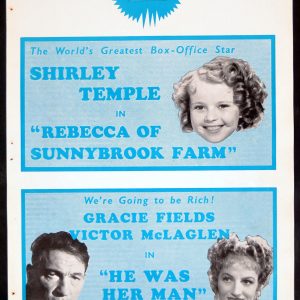 The World's Greatest Box-Office Star
SHIRLEY
TEMPLE
IN
"REBECCA OF
SUNNYBROOK FARM"
We're Going to be Rich!
GRACIE FIELDS
VICTOR McLAGLEN
IN
"HE WAS
HER MAN"